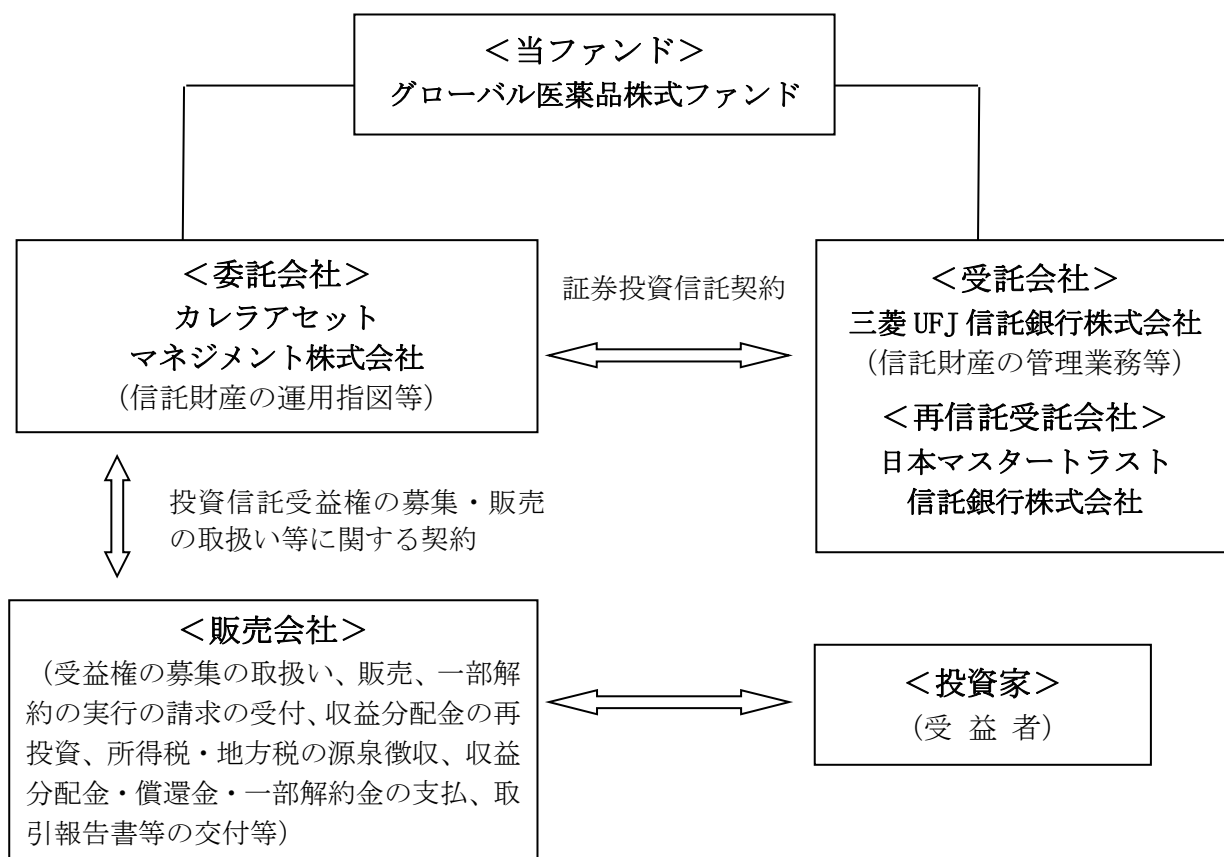 ＜当ファンド＞
グローバル医薬品株式ファンド
＜委託会社＞
カレラアセット
マネジメント株式会社
（信託財産の運用指図等）
証券投資信託契約
＜受託会社＞
三菱 UFJ 信託銀行株式会社
（信託財産の管理業務等）
＜再信託受託会社＞
日本マスタートラスト
信託銀行株式会社
投資信託受益権の募集・販売
の取扱い等に関する契約
＜販売会社＞
（受益権の募集の取扱い、販売、一部解
約の実行の請求の受付、収益分配金の再
投資、所得税・地方税の源泉徴収、収益
分配金・償還金・一部解約金の支払、取
引報告書等の交付等）
＜投資家＞
（受 益 者）